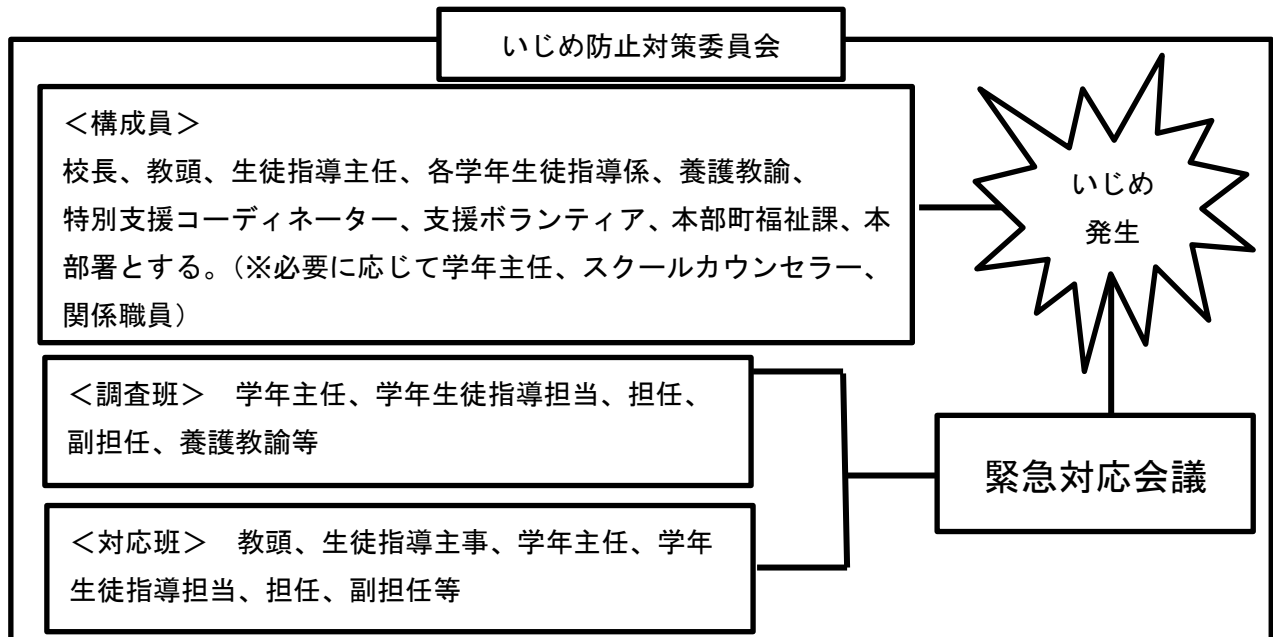 いじめ防止対策委員会
＜構成員＞
校長、教頭、生徒指導主任、各学年生徒指導係、養護教諭、
特別支援コーディネーター、支援ボランティア、本部町福祉課、本
部署とする。（※必要に応じて学年主任、スクールカウンセラー、
関係職員）
いじめ
発生
＜調査班＞　学年主任、学年生徒指導担当、担任、
副担任、養護教諭等
緊急対応会議
＜対応班＞　教頭、生徒指導主事、学年主任、学年
生徒指導担当、担任、副担任等